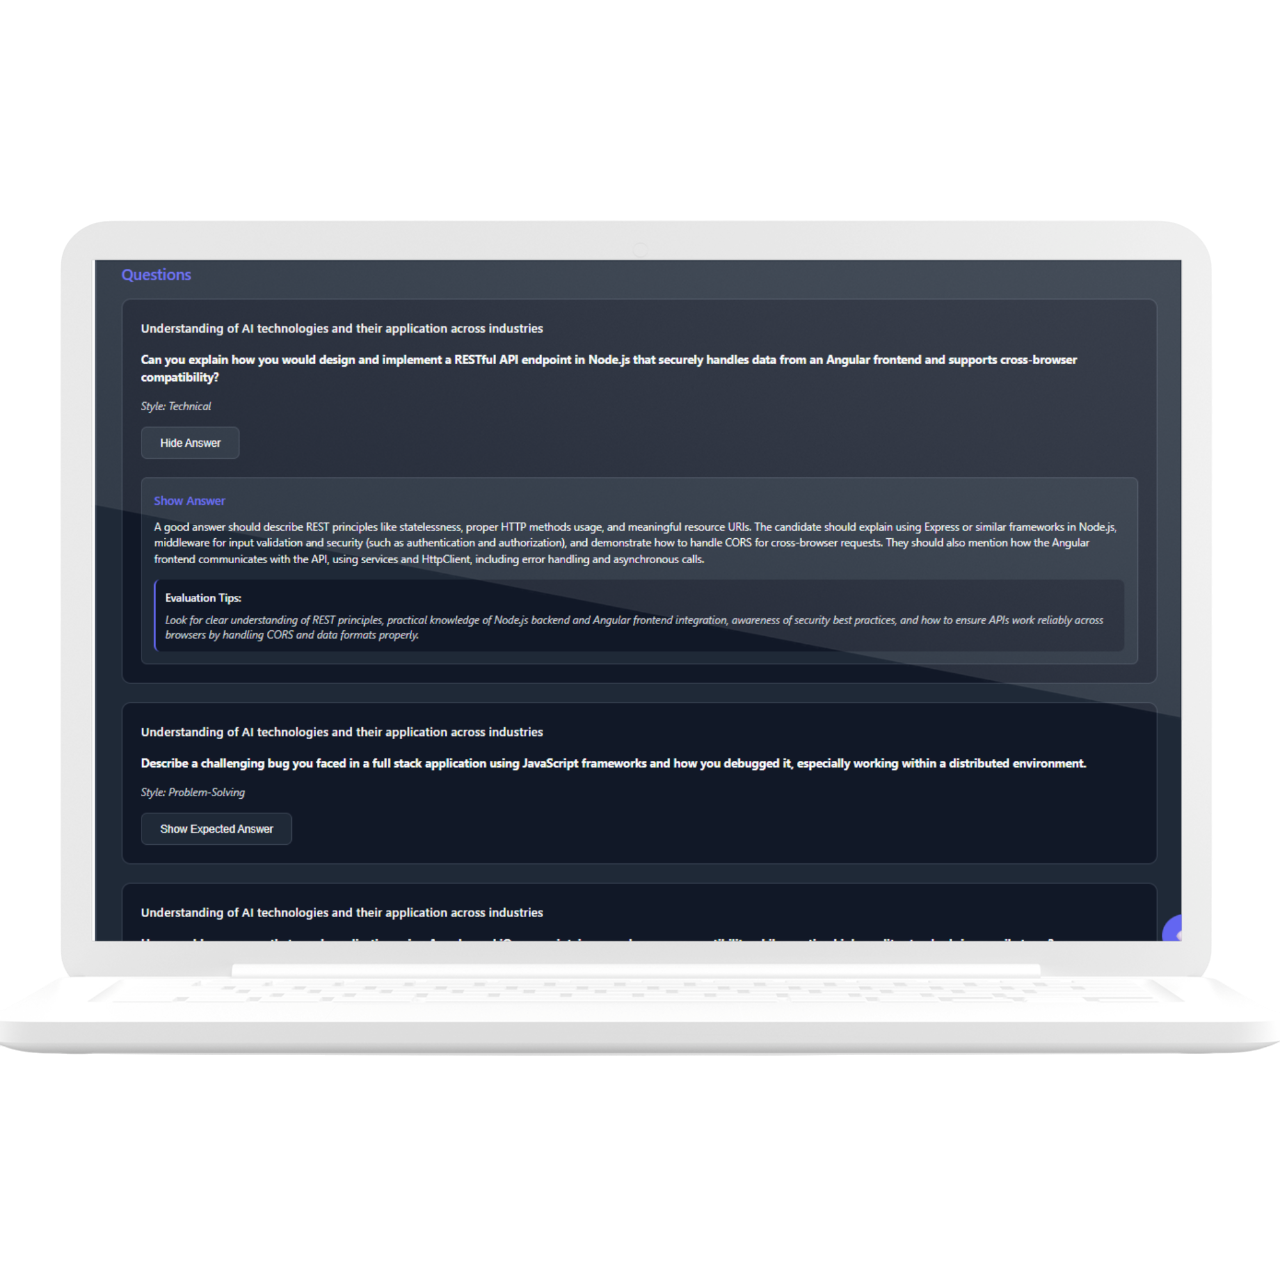 Questions
Understanding of AI technologies and their application across industries
Can you explain how you would design and implement a RESTful API endpoint in Node.js that securely handles data from an Angular frontend and supports cross-browser
compatibility?
Style: Technical
Hide Answer
Show Answer
A good answer should describe REST principles like statelessness, proper HTTP methods usage, and meaningful resource URIs. The candidate should explain using Express or similar frameworks in Node.js,
middleware for input validation and security (such as authentication and authorization), and demonstrate how to handle CORS for cross-browser requests. They should also mention how the Angular
frontend communicates with the API, using services and HttpClient, including error handling and asynchronous calls.
Evaluation Tips:
Look for clear understanding of REST principles, practical knowledge of Node.js backend and Angular frontend integration, awareness of security best practices, and how to ensure APIs work reliably across
browsers by handling CORS and data formats properly.
Understanding of AI technologies and their application across industries
Describe a challenging bug you faced in a full stack application using JavaScript frameworks and how you debugged it, especially working within a distributed environment.
Style: Problem-Solving
Show Expected Answer
Understanding of AI technologies and their application across industries